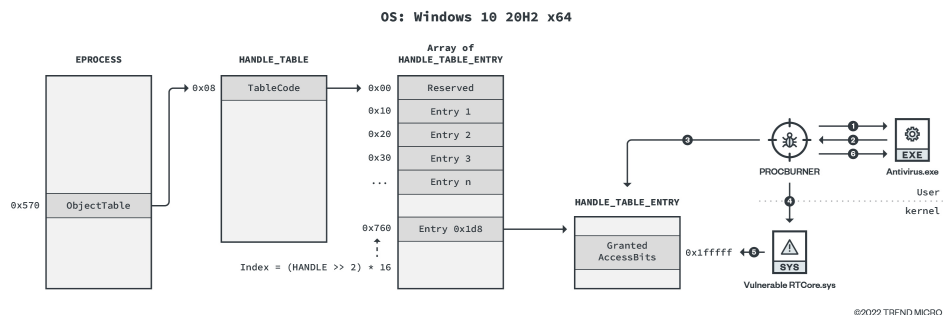 OS: Windows 10 20H2 x64
EPROCESS
0x570
ObjectTable
HANDLE_TABLE
0x08
TableCode
Array of
HANDLE_TABLE_ENTRY
0x00
Reserved
0x10
Entry 1
0x20
Entry 2
0x30
Entry 3
...
Entry n
0x760
Entry 0x1d8
Index = (HANDLE >> 2) * 16
HANDLE_TABLE_ENTRY
Granted
AccessBits
0x1fffff
1
2
6
3
PROCBURNER
EXE
Antivirus.exe
User
4
kernel
5
SYS
Vulnerable RTCore.sys
©2022 TREND MICRO